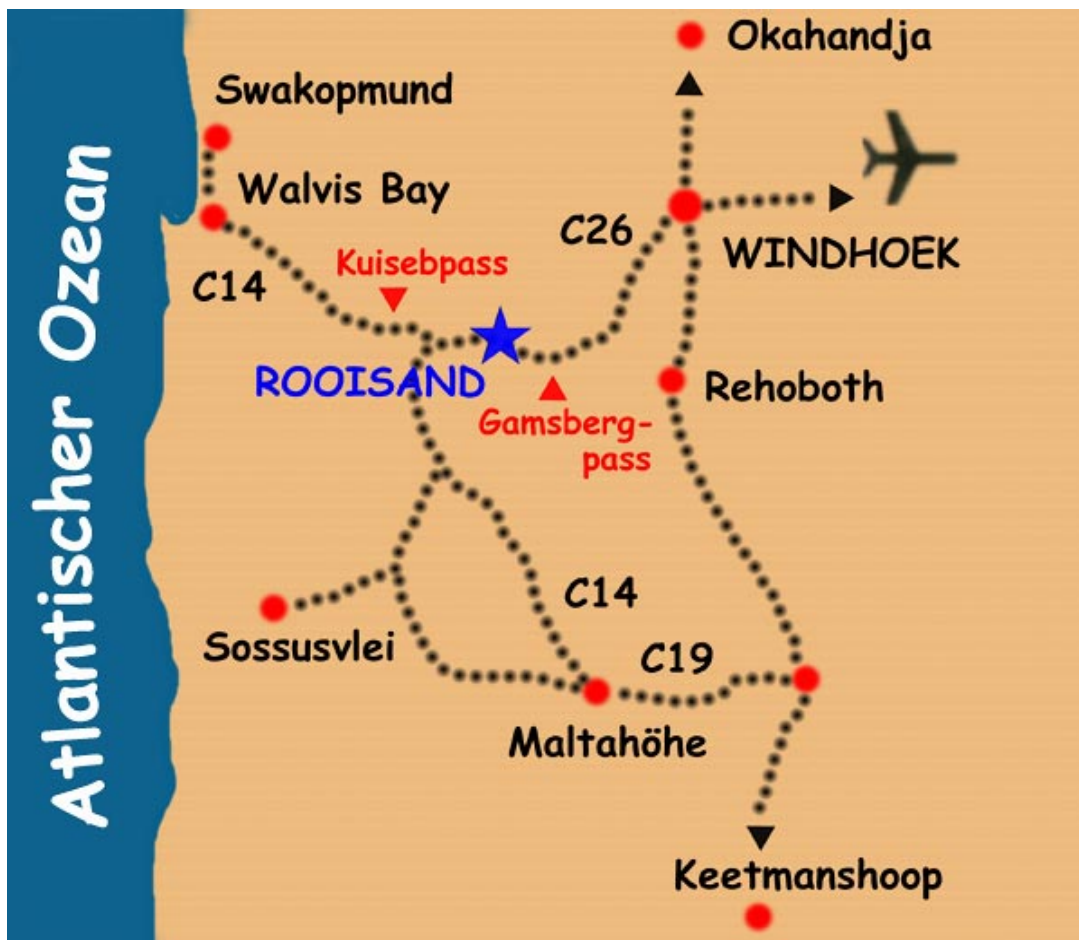 Okahandja
Swakopmund
Walvis Bay
C26
WINDHOEK
Kuisebpass
C14
ROOISAND
Rehoboth
Gamsberg-
pass
Atlantischer Ozean
C14
Sossusvlei
C19
Maltahöhe
Keetmanshoop